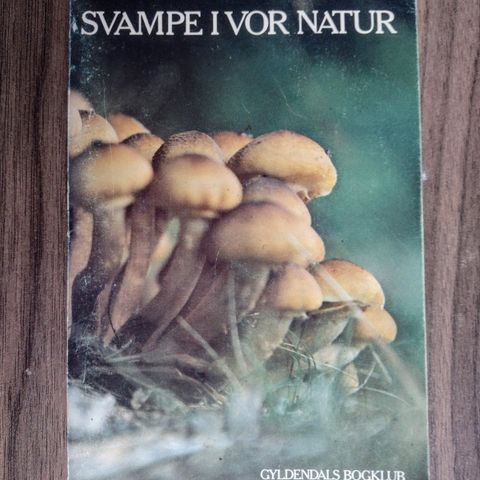 SVAMPE I VOR NATUR
GYLDENDALS BOGKLUB